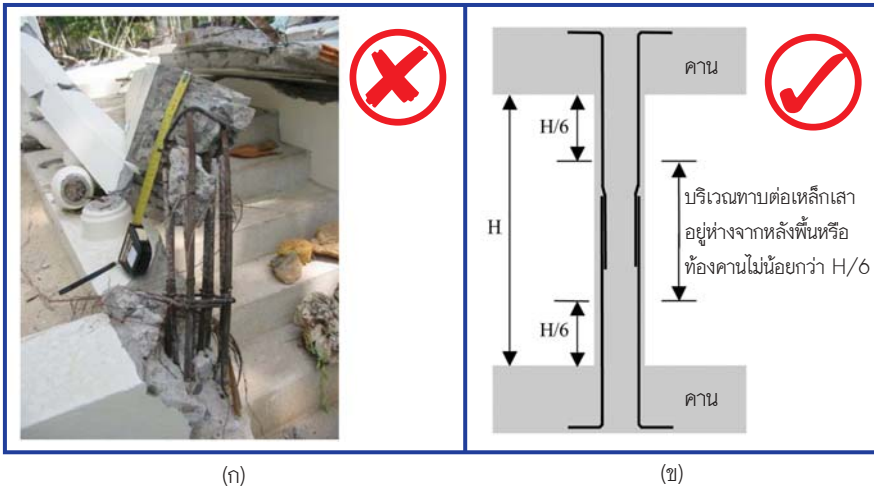 คาน
H/6
H
บริเวณทาบต่อเหล็กเสา
อยู่ห่างจากหลังพื้นหรือ
ท้องคานไม่น้อยกว่า H/6
H/6
คาน
(ก)
(ข)